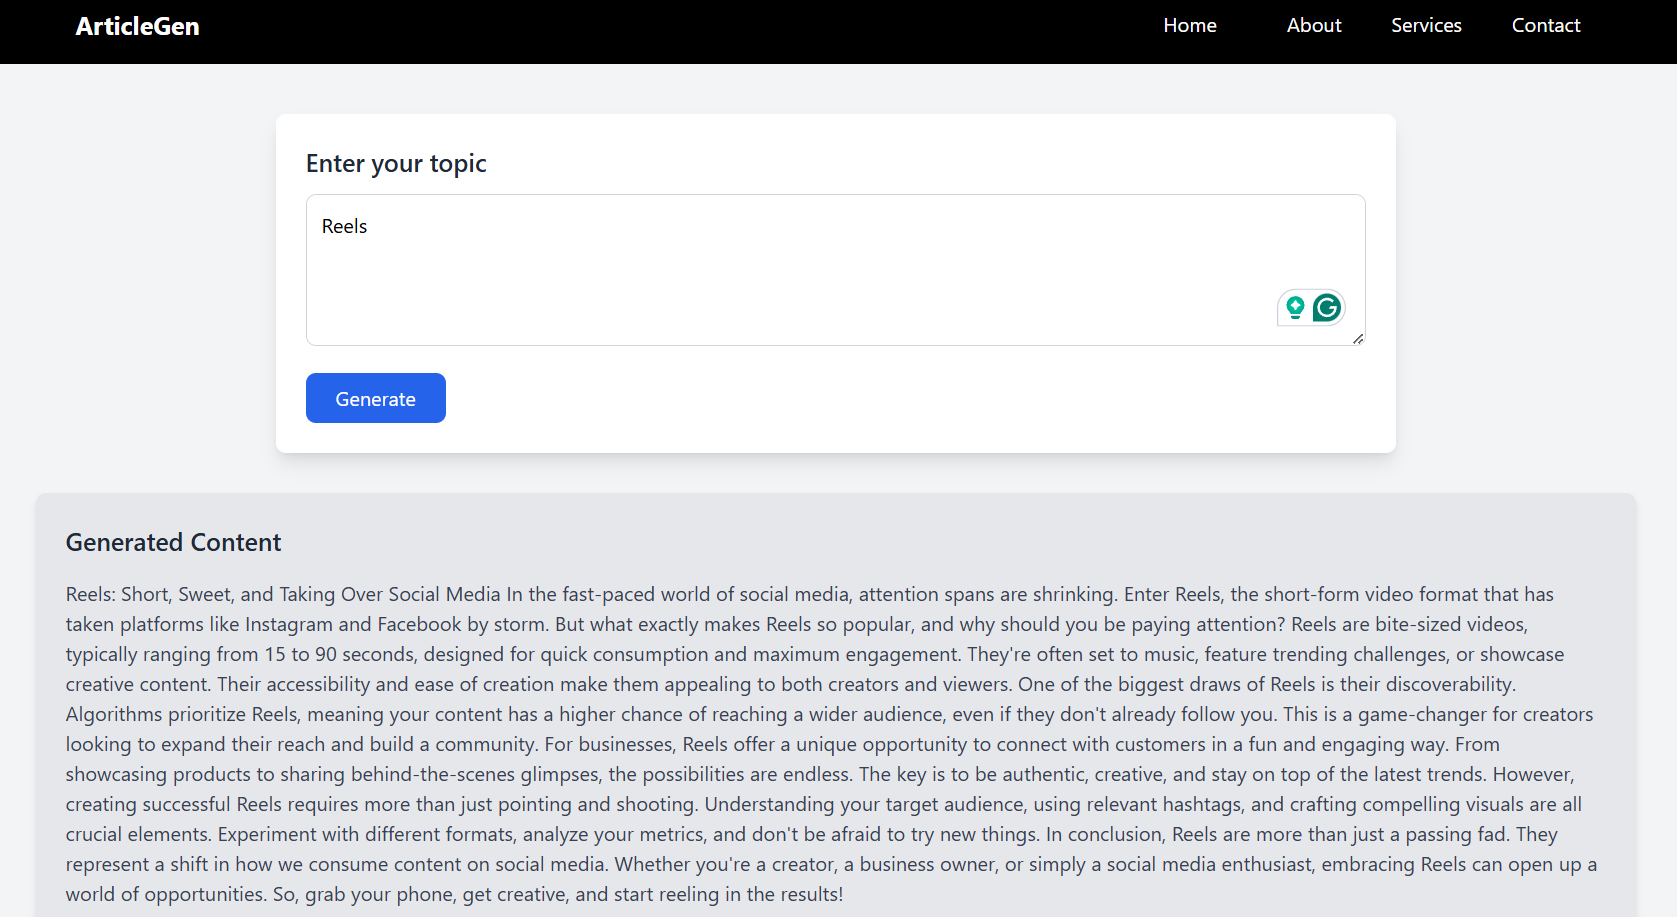 ArticleGen
Home About Services Contact
Enter your topic
Reels
Generate
Generated Content
Reels: Short, Sweet, and Taking Over Social Media In the fast-paced world of social media, attention spans are shrinking. Enter Reels, the short-form video format that has
taken platforms like Instagram and Facebook by storm. But what exactly makes Reels so popular, and why should you be paying attention? Reels are bite-sized videos,
typically ranging from 15 to 90 seconds, designed for quick consumption and maximum engagement. They're often set to music, feature trending challenges, or showcase
creative content. Their accessibility and ease of creation make them appealing to both creators and viewers. One of the biggest draws of Reels is their discoverability.
Algorithms prioritize Reels, meaning your content has a higher chance of reaching a wider audience, even if they don't already follow you. This is a game-changer for creators
looking to expand their reach and build a community. For businesses, Reels offer a unique opportunity to connect with customers in a fun and engaging way. From
showcasing products to sharing behind-the-scenes glimpses, the possibilities are endless. The key is to be authentic, creative, and stay on top of the latest trends. However,
creating successful Reels requires more than just pointing and shooting. Understanding your target audience, using relevant hashtags, and crafting compelling visuals are all
crucial elements. Experiment with different formats, analyze your metrics, and don't be afraid to try new things. In conclusion, Reels are more than just a passing fad. They
represent a shift in how we consume content on social media. Whether you're a creator, a business owner, or simply a social media enthusiast, embracing Reels can open up a
world of opportunities. So, grab your phone, get creative, and start reeling in the results!